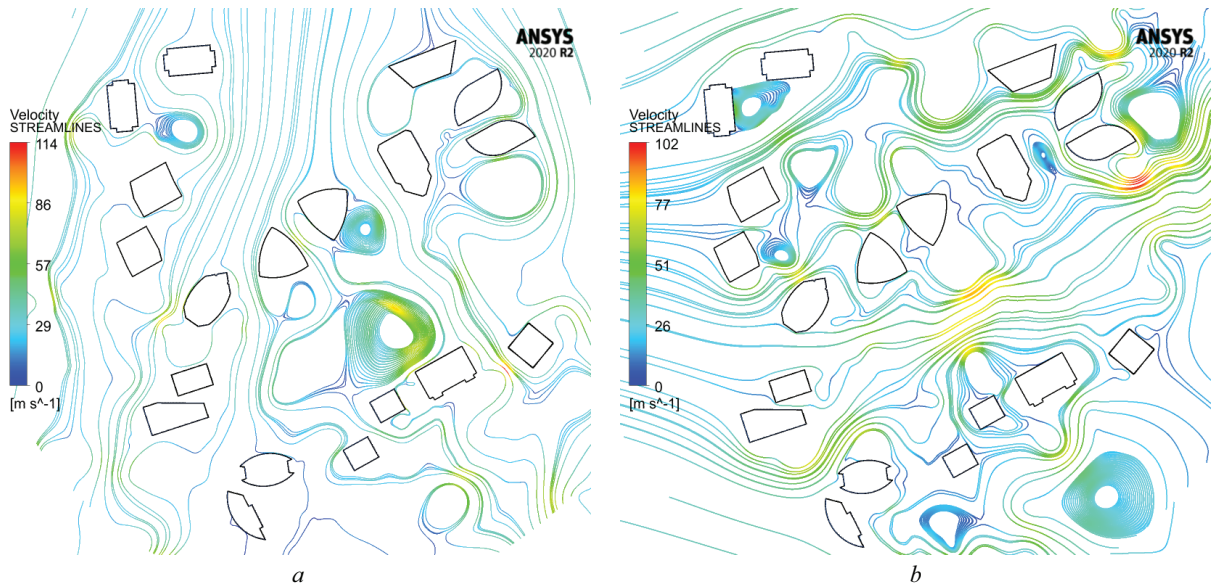 ANSYS
2020 R2
Velocity
STREAMLINES
114
86
57
29
0
[m s^-1]
a
ANSYS
2020 R2
Velocity
STREAMLINES
102
77
51
26
0
[m s^-1]
b